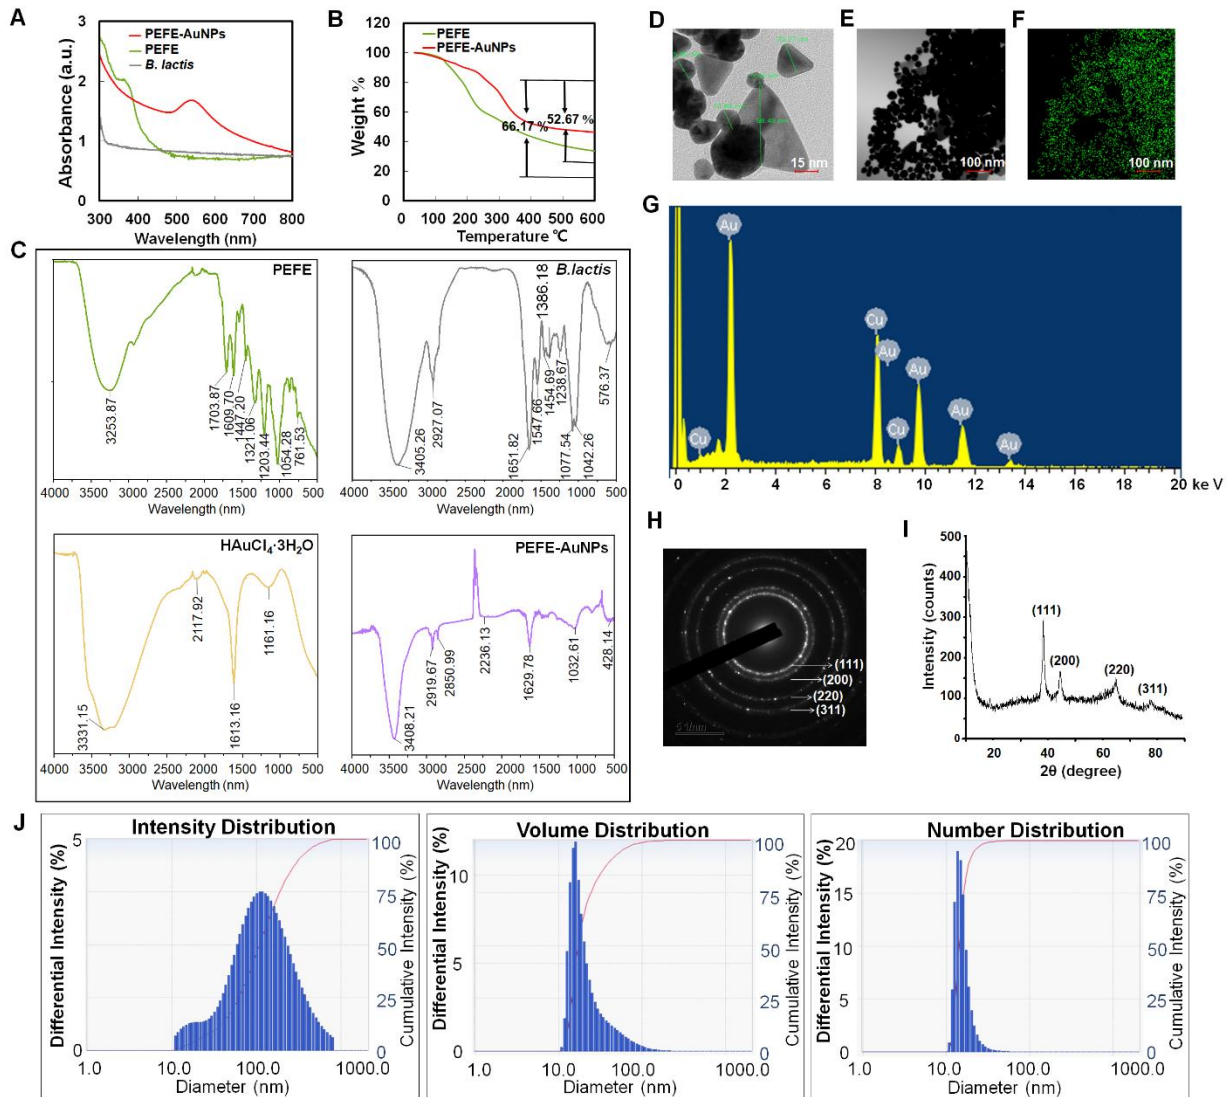 A
3
2
1
0
Absorbance (a.u.)
PEFE-AuNPs
PEFE
B. lactis
300 400 500 600 700 800
Wavelength (nm)
B
120
100
80
60
40
20
0
Weight %
PEFE
PEFE-AuNPs
66.17 %
52.67 %
0 100 200 300 400 500 600
Temperature ℃
C
PEFE
3253.87
1703.87
1609.70
1447.20
1321.06
1203.44
1054.28
761.53
4000 3500 3000 2500 2000 1500 1000 500
Wavelength (nm)
B.lactis
3405.26
2927.07
1651.82
1547.66
1386.18
1454.69
1238.67
1077.54
1042.26
576.37
4000 3500 3000 2500 2000 1500 1000 500
Wavelength (nm)
HAuCl₄·3H₂O
3331.15
2117.92
1613.16
1161.16
4000 3500 3000 2500 2000 1500 1000 500
Wavelength (nm)
PEFE-AuNPs
3408.21
2919.67
2850.99
2236.13
1629.78
1032.61
428.14
4000 3500 3000 2500 2000 1500 1000 500
Wavelength (nm)
D
15 nm
E
100 nm
F
100 nm
G
Au
Cu
Au
Au
Cu
Cu
Au
Au
0 2 4 6 8 10 12 14 16 18 20 ke V
H
(111)
(200)
(220)
(311)
I
500
400
300
200
100
0
Intensity (counts)
(111)
(200)
(220)
(311)
20 40 60 80
2θ (degree)
J
Intensity Distribution
5
0
Differential Intensity (%)
100
75
50
25
0
Cumulative Intensity (%)
1.0 10.0 100.0 1000.0
Diameter (nm)
Volume Distribution
10
5
0
Differential Intensity (%)
100
75
50
25
0
Cumulative Intensity (%)
1.0 10.0 100.0 1000.0
Diameter (nm)
Number Distribution
20
15
10
5
0
Differential Intensity (%)
100
75
50
25
0
Cumulative Intensity (%)
1.0 10.0 100.0 1000.0
Diameter (nm)